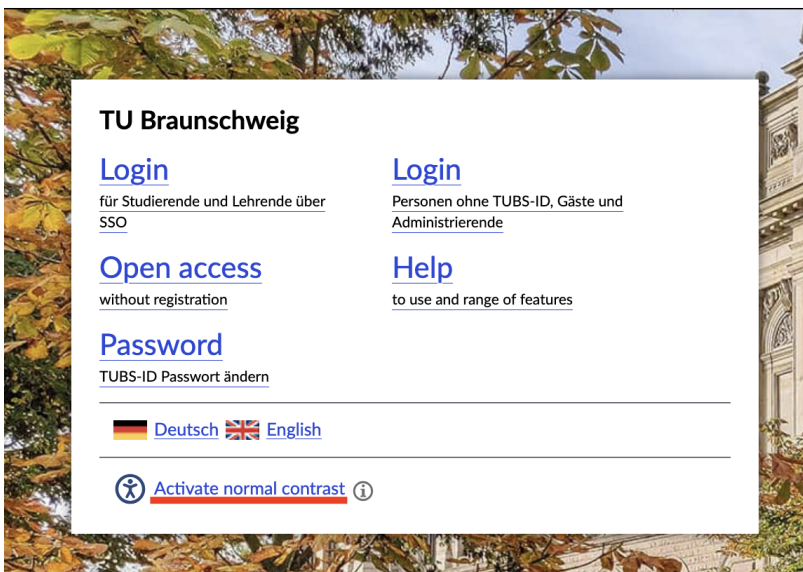 TU Braunschweig
Login
für Studierende und Lehrende über
SSO
Login
Personen ohne TUBS-ID, Gäste und
Administrierende
Open access
without registration
Help
to use and range of features
Password
TUBS-ID Passwort ändern
Deutsch English
Activate normal contrast